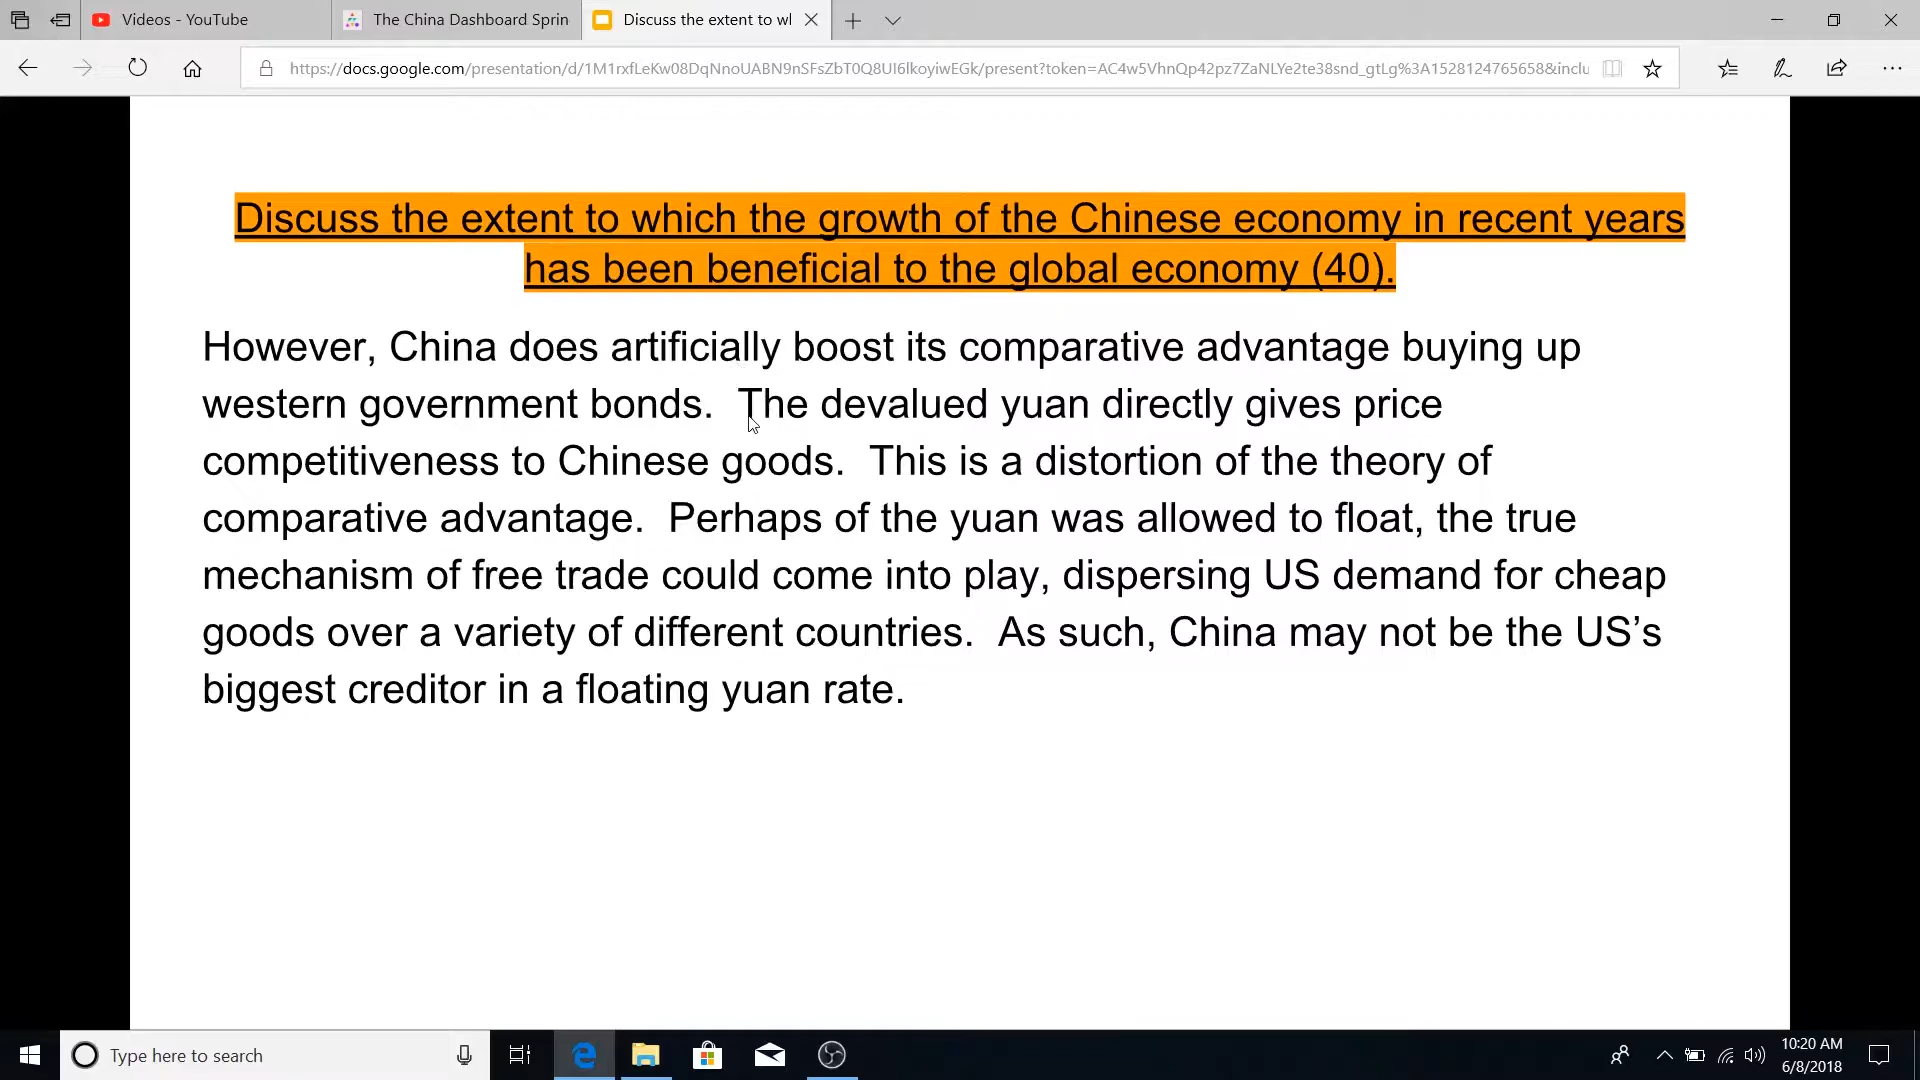 Videos - YouTube
The China Dashboard Sprin
Discuss the extent to wl
https://docs.google.com/presentation/d/1M1rxfLeKw08DqNnoUABN9nSFsZbT0Q8UI6lkoyiwEGk/present?token=AC4w5VhnQp42pz7ZaNLYe2te38snd_gtLg%3A1528124765658&inclu
Discuss the extent to which the growth of the Chinese economy in recent years
has been beneficial to the global economy (40).
However, China does artificially boost its comparative advantage buying up
western government bonds. The devalued yuan directly gives price
competitiveness to Chinese goods. This is a distortion of the theory of
comparative advantage. Perhaps of the yuan was allowed to float, the true
mechanism of free trade could come into play, dispersing US demand for cheap
goods over a variety of different countries. As such, China may not be the US’s
biggest creditor in a floating yuan rate.
Type here to search
10:20 AM
6/8/2018